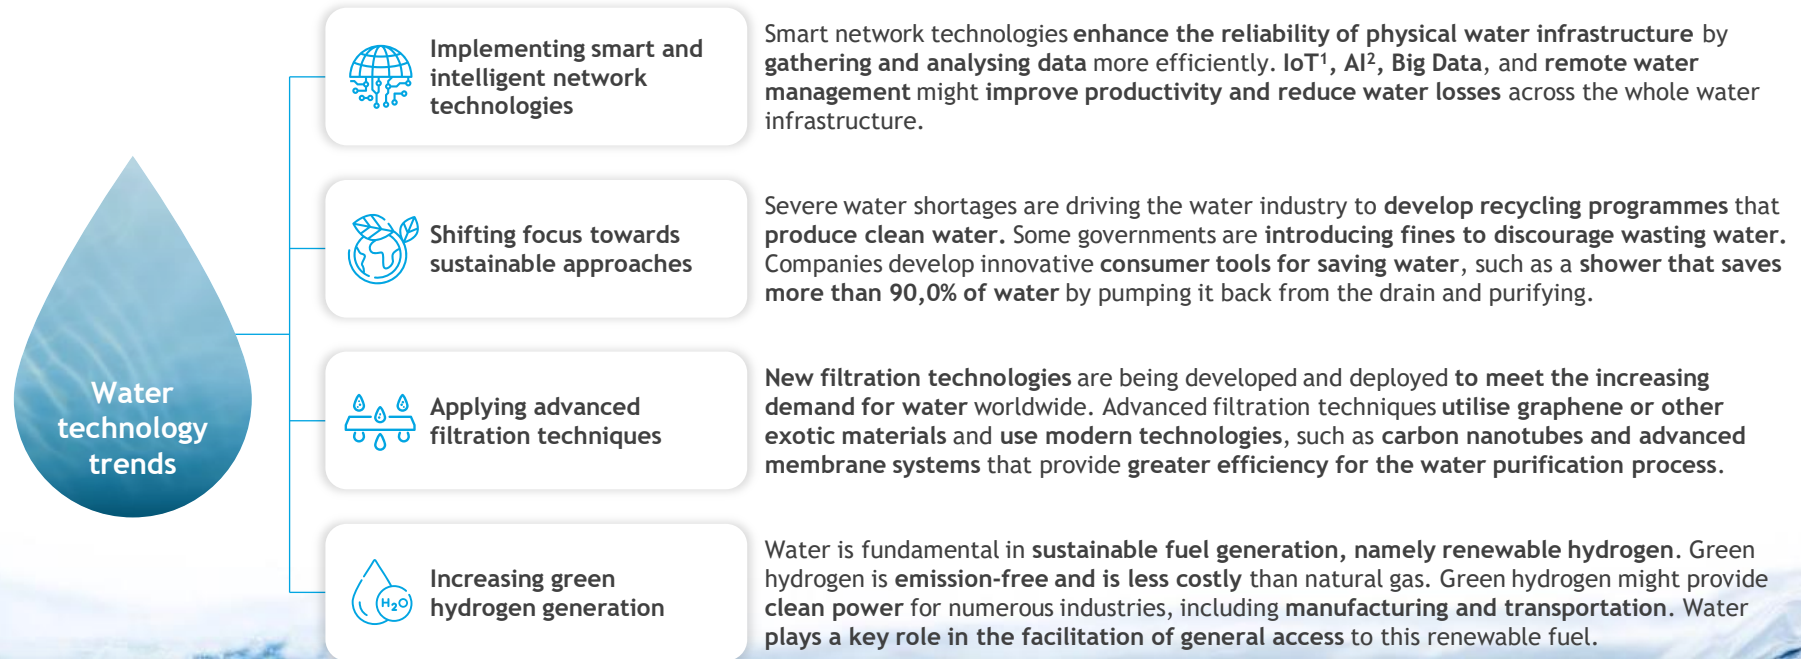 Water
technology
trends
Implementing smart and
intelligent network
technologies
Smart network technologies enhance the reliability of physical water infrastructure by
gathering and analysing data more efficiently. IoT¹, AI², Big Data, and remote water
management might improve productivity and reduce water losses across the whole water
infrastructure.
Shifting focus towards
sustainable approaches
Severe water shortages are driving the water industry to develop recycling programmes that
produce clean water. Some governments are introducing fines to discourage wasting water.
Companies develop innovative consumer tools for saving water, such as a shower that saves
more than 90,0% of water by pumping it back from the drain and purifying.
Applying advanced
filtration techniques
New filtration technologies are being developed and deployed to meet the increasing
demand for water worldwide. Advanced filtration techniques utilise graphene or other
exotic materials and use modern technologies, such as carbon nanotubes and advanced
membrane systems that provide greater efficiency for the water purification process.
H₂O
Increasing green
hydrogen generation
Water is fundamental in sustainable fuel generation, namely renewable hydrogen. Green
hydrogen is emission-free and is less costly than natural gas. Green hydrogen might provide
clean power for numerous industries, including manufacturing and transportation. Water
plays a key role in the facilitation of general access to this renewable fuel.